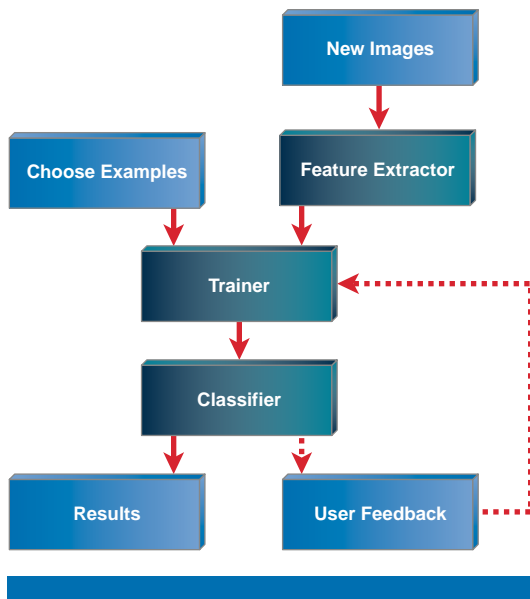 New Images
Choose Examples
Feature Extractor
Trainer
Classifier
Results
User Feedback